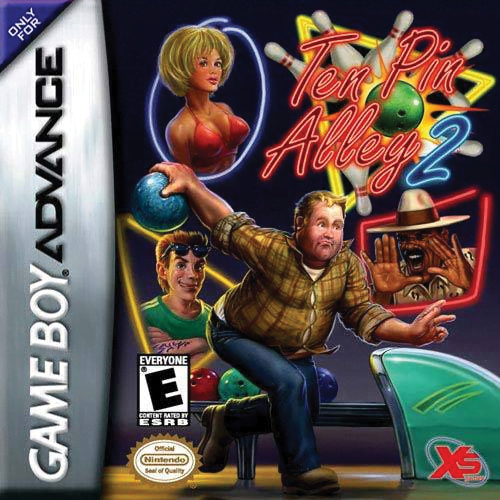 ONLY
FOR
GAME BOY ADVANCE
Ten Pin
Alley 2
EVERYONE
E
CONTENT RATED BY
ESRB
Official
Nintendo
Seal of Quality
XS